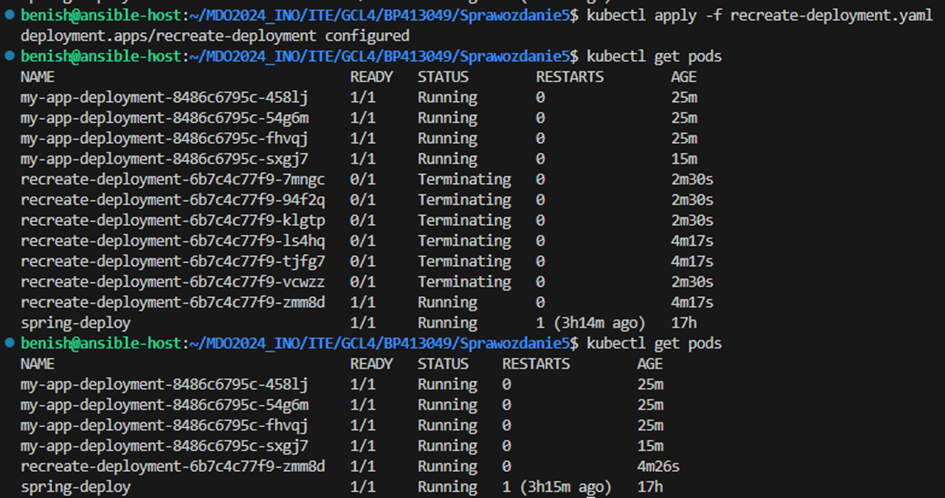 benish@ansible-host:~/MDO2024_INO/ITE/GCL4/BP413049/Sprawozdanie5$ kubectl apply -f recreate-deployment.yaml
deployment.apps/recreate-deployment configured
benish@ansible-host:~/MDO2024_INO/ITE/GCL4/BP413049/Sprawozdanie5$ kubectl get pods
NAME READY STATUS RESTARTS AGE
my-app-deployment-8486c6795c-458lj 1/1 Running 0 25m
my-app-deployment-8486c6795c-54g6m 1/1 Running 0 25m
my-app-deployment-8486c6795c-fhvqj 1/1 Running 0 25m
my-app-deployment-8486c6795c-sxgj7 1/1 Running 0 15m
recreate-deployment-6b7c4c77f9-7mngc 0/1 Terminating 0 2m30s
recreate-deployment-6b7c4c77f9-94f2q 0/1 Terminating 0 2m30s
recreate-deployment-6b7c4c77f9-klgtp 0/1 Terminating 0 2m30s
recreate-deployment-6b7c4c77f9-ls4hq 0/1 Terminating 0 4m17s
recreate-deployment-6b7c4c77f9-tjfg7 0/1 Terminating 0 4m17s
recreate-deployment-6b7c4c77f9-vcwzz 0/1 Terminating 0 2m30s
recreate-deployment-6b7c4c77f9-zmm8d 1/1 Running 0 4m17s
spring-deploy 1/1 Running 1 (3h14m ago) 17h
benish@ansible-host:~/MDO2024_INO/ITE/GCL4/BP413049/Sprawozdanie5$ kubectl get pods
NAME READY STATUS RESTARTS AGE
my-app-deployment-8486c6795c-458lj 1/1 Running 0 25m
my-app-deployment-8486c6795c-54g6m 1/1 Running 0 25m
my-app-deployment-8486c6795c-fhvqj 1/1 Running 0 25m
my-app-deployment-8486c6795c-sxgj7 1/1 Running 0 15m
recreate-deployment-6b7c4c77f9-zmm8d 1/1 Running 0 4m26s
spring-deploy 1/1 Running 1 (3h15m ago) 17h